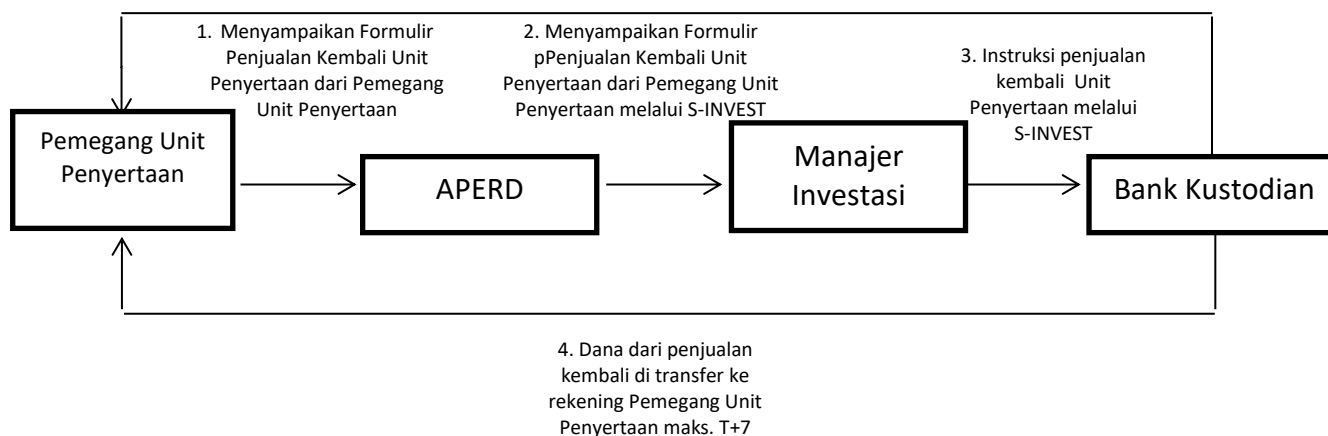 1. Menyampaikan Formulir
Penjualan Kembali Unit
Penyertaan dari Pemegang
Unit Penyertaan
2. Menyampaikan Formulir
pPenjualan Kembali Unit
Penyertaan dari Pemegang Unit
Penyertaan melalui S-INVEST
3. Instruksi penjualan
kembali Unit
Penyertaan melalui
S-INVEST
Pemegang Unit
Penyertaan
APERD
Manajer
Investasi
Bank Kustodian
4. Dana dari penjualan
kembali di transfer ke
rekening Pemegang Unit
Penyertaan maks. T+7